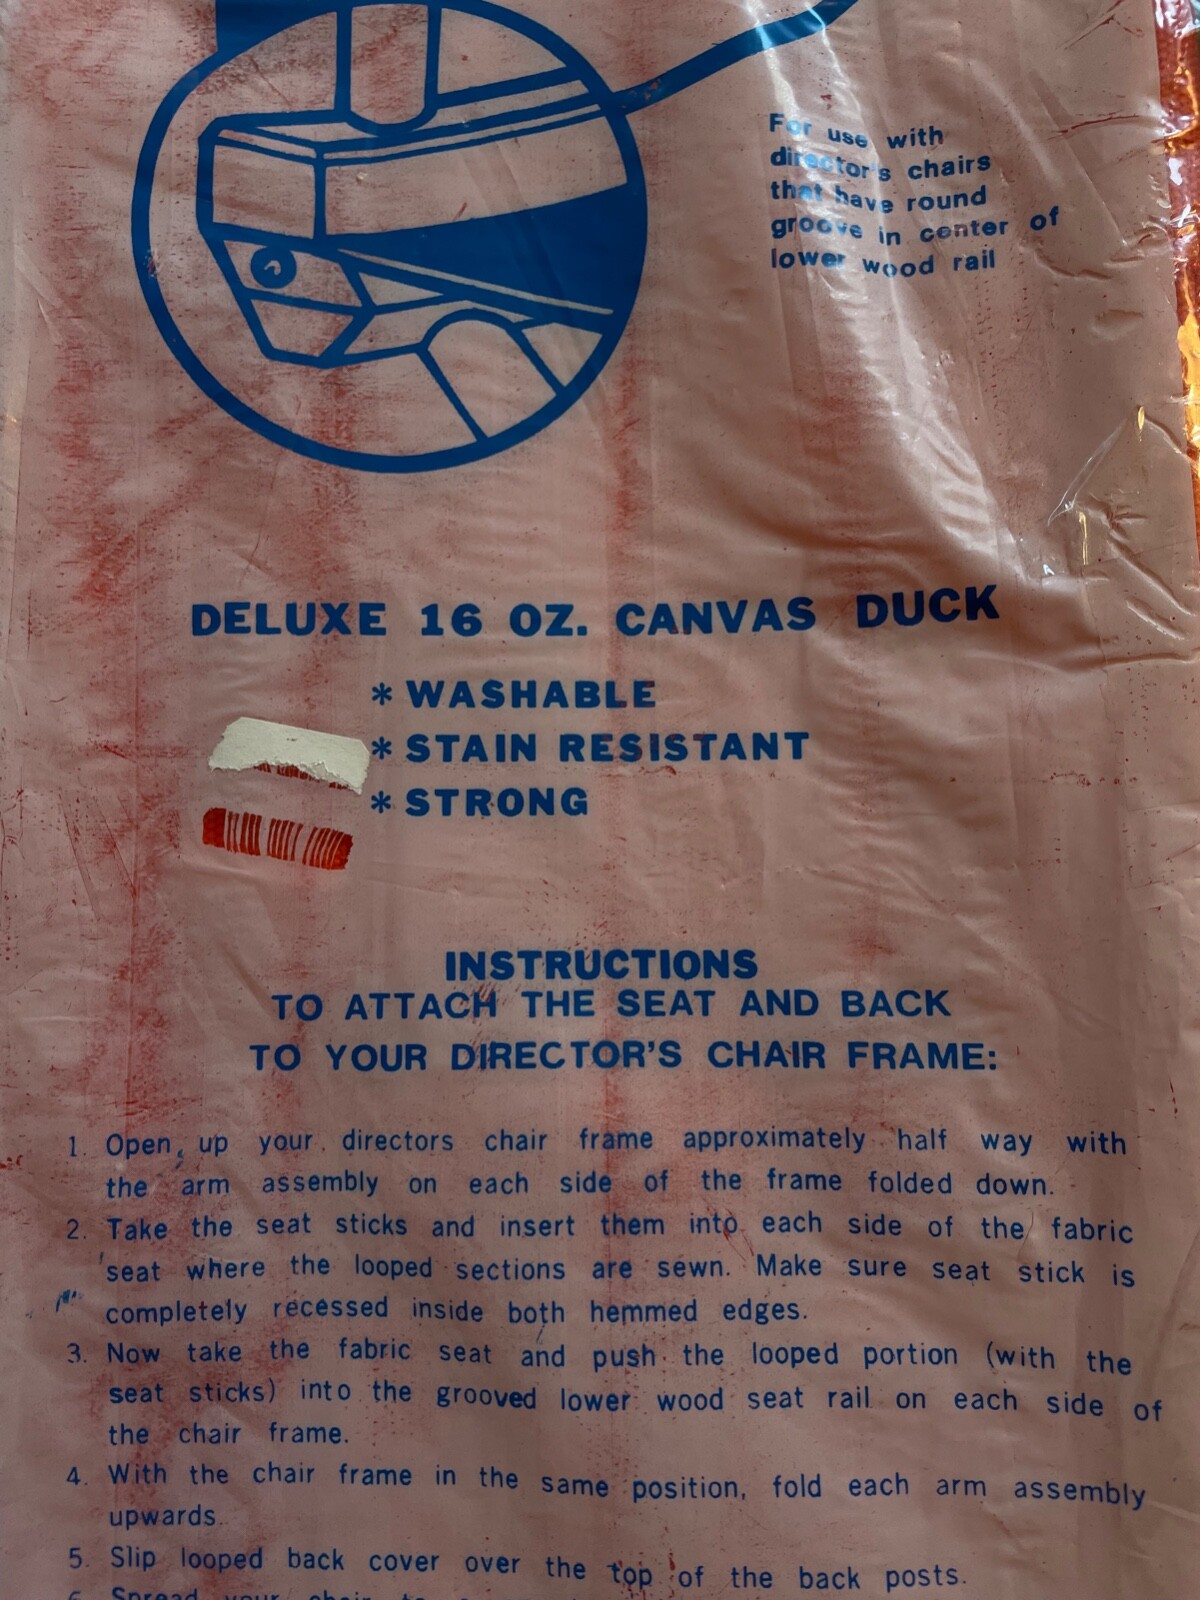 For use with
director's chairs
that have round
groove in center of
lower wood rail
DELUXE 16 OZ. CANVAS DUCK
* WASHABLE
* STAIN RESISTANT
* STRONG
INSTRUCTIONS
TO ATTACH THE SEAT AND BACK
TO YOUR DIRECTOR'S CHAIR FRAME:
1. Open up your directors chair frame approximately half way with
the arm assembly on each side of the frame folded down.
2. Take the seat sticks and insert them into each side of the fabric
seat where the looped sections are sewn. Make sure seat stick is
completely recessed inside both hemmed edges.
3. Now take the fabric seat and push the looped portion (with the
seat sticks) into the grooved lower wood seat rail on each side of
the chair frame.
4. With the chair frame in the same position, fold each arm assembly
upwards.
5. Slip looped back cover over the top of the back posts.
6. Spread your chair to